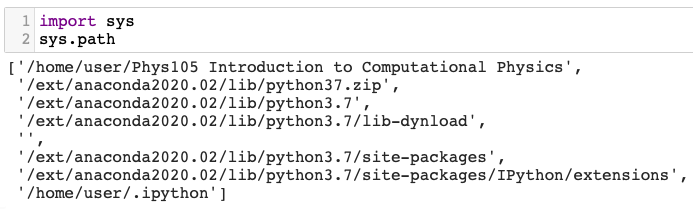 1 import sys
2 sys.path
['/home/user/Phys105 Introduction to Computational Physics',
'/ext/anaconda2020.02/lib/python37.zip',
'/ext/anaconda2020.02/lib/python3.7',
'/ext/anaconda2020.02/lib/python3.7/lib-dynload',
'',
'/ext/anaconda2020.02/lib/python3.7/site-packages',
'/ext/anaconda2020.02/lib/python3.7/site-packages/IPython/extensions',
'/home/user/.ipython']